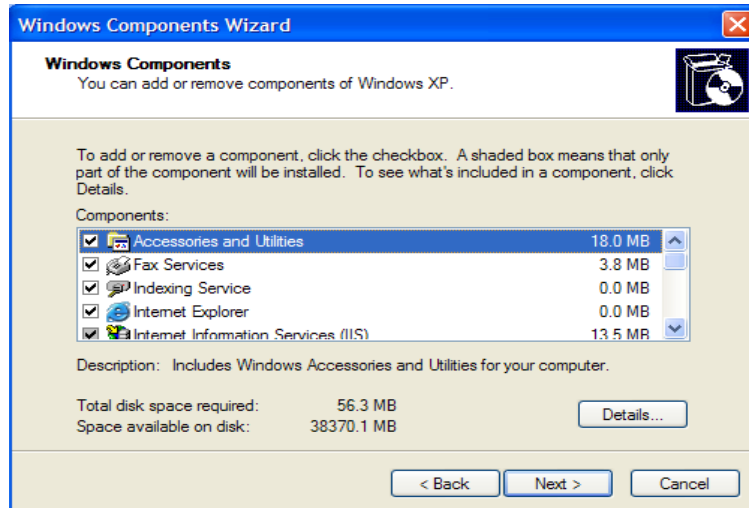 Windows Components Wizard
Windows Components
You can add or remove components of Windows XP.
To add or remove a component, click the checkbox. A shaded box means that only
part of the component will be installed. To see what's included in a component, click
Details.
Components:
Accessories and Utilities 18.0 MB
Fax Services 3.8 MB
Indexing Service 0.0 MB
Internet Explorer 0.0 MB
Internet Information Services (IIS) 13.5 MB
Description: Includes Windows Accessories and Utilities for your computer.
Total disk space required: 56.3 MB
Space available on disk: 38370.1 MB
Details...
< Back Next > Cancel